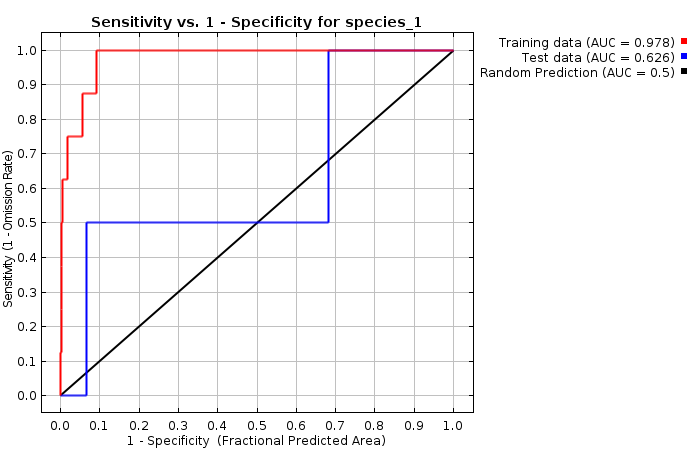 Sensitivity vs. 1 - Specificity for species_1
Training data (AUC = 0.978)
Test data (AUC = 0.626)
Random Prediction (AUC = 0.5)
Sensitivity (1 - Omission Rate)
1.0
0.9
0.8
0.7
0.6
0.5
0.4
0.3
0.2
0.1
0.0
0.0 0.1 0.2 0.3 0.4 0.5 0.6 0.7 0.8 0.9 1.0
1 - Specificity (Fractional Predicted Area)